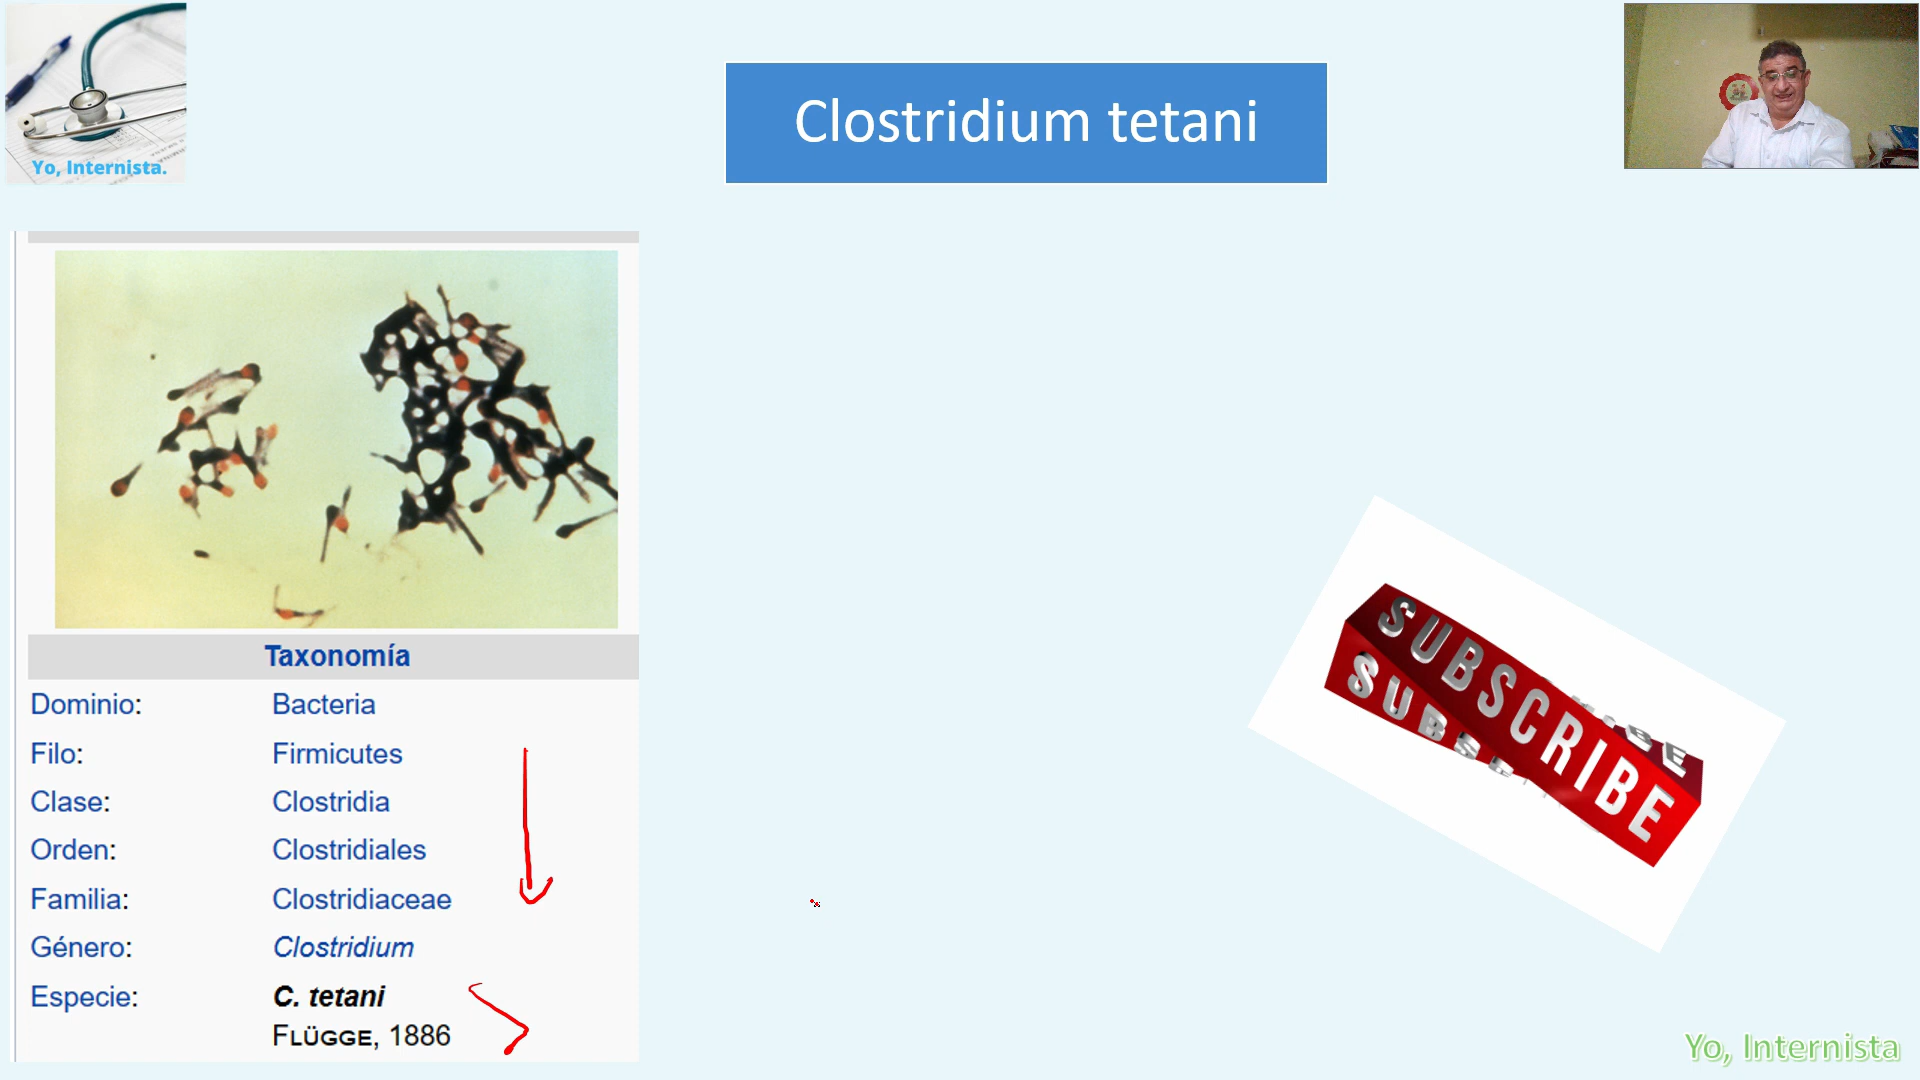 Yo, Internista.
Clostridium tetani
Taxonomía
Dominio: Bacteria
Filo: Firmicutes
Clase: Clostridia
Orden: Clostridiales
Familia: Clostridiaceae
Género: Clostridium
Especie: C. tetani
FLÜGGE, 1886
SUBSCRIBE
Yo, Internista